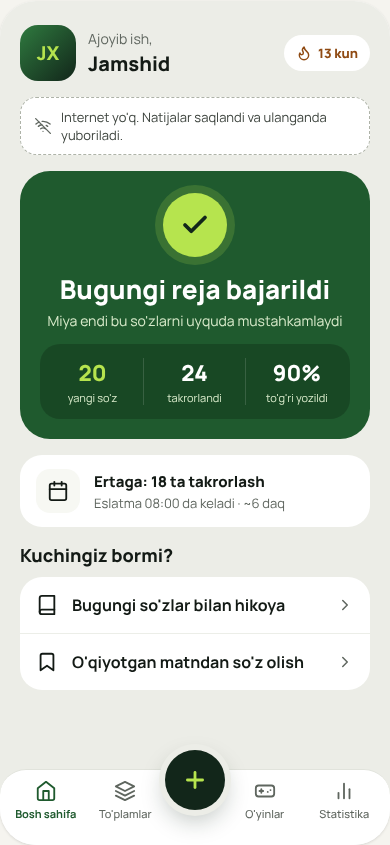 JX
Ajoyib ish,
Jamshid
13 kun
Internet yo'q. Natijalar saqlandi va ulanganda
yuboriladi.
Bugungi reja bajarildi
Miya endi bu so'zlarni uyquda mustahkamlaydi
20
yangi so'z
24
takrorlandi
90%
to'g'ri yozildi
Ertaga: 18 ta takrorlash
Eslatma 08:00 da keladi · ~6 daq
Kuchingiz bormi?
Bugungi so'zlar bilan hikoya
O'qiyotgan matndan so'z olish
Bosh sahifa
To'plamlar
O'yinlar
Statistika